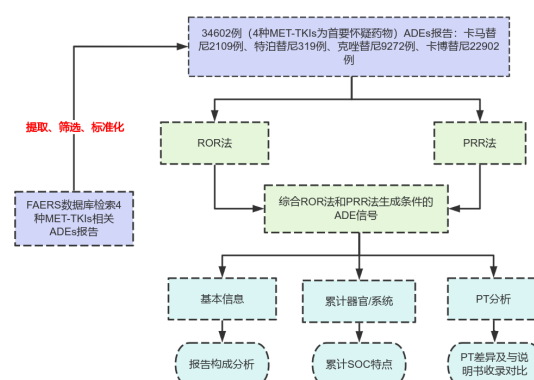 34602例（4种MET-TKIs为首要怀疑药物）ADEs报告：卡马替
尼2109例、特泊替尼319例、克唑替尼9272例、卡博替尼22902
例
提取、筛选、标准化
ROR法
PRR法
FAERS数据库检索4
种MET-TKIs相关
ADEs报告
综合ROR法和PRR法生成条件的
ADE信号
基本信息
累计器官/系统
PT分析
报告构成分析
累计SOC特点
PT差异及与说
明书收录对比